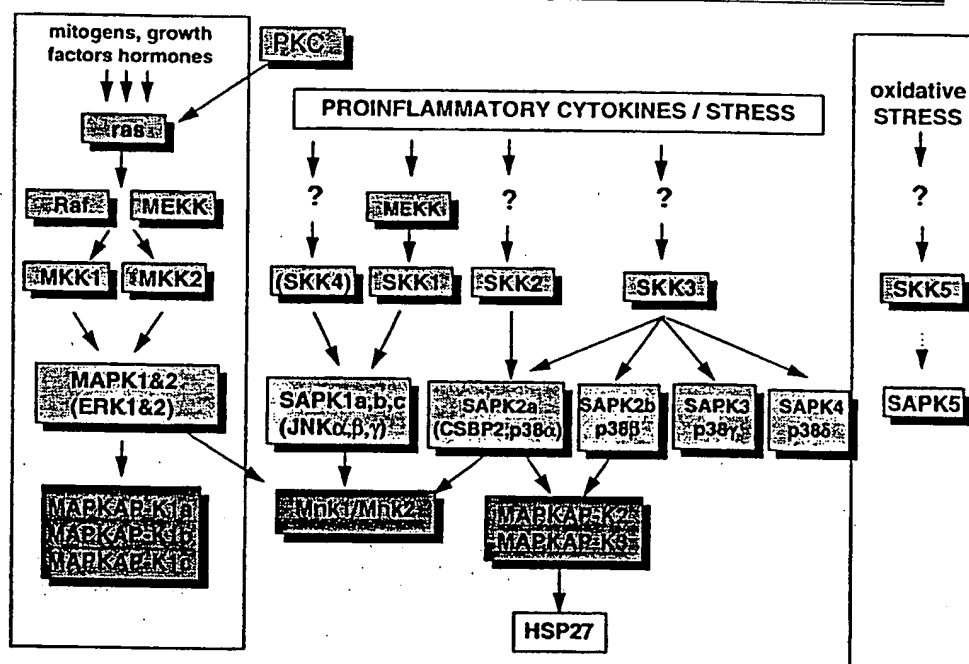 mitogens, growth
factors hormones
PKC
ras
Raf
MEKK
MKK1
MKK2
MAPK1&2
(ERK1&2)
MAPKAP-K1a
MAPKAP-K1b
MAPKAP-K1c
PROINFLAMMATORY CYTOKINES / STRESS
?
MEKK
?
?
(SKK4)
SKK1
SKK2
SKK3
SAPK1a,b,c
(JNKα,β,γ)
SAPK2a
(CSBP2;p38α)
SAPK2b
p38β
SAPK3
p38γ
SAPK4
p38δ
Mnk1/Mnk2
MAPKAP-K2
HSP27
oxidative
STRESS
?
SKK5
SAPK5